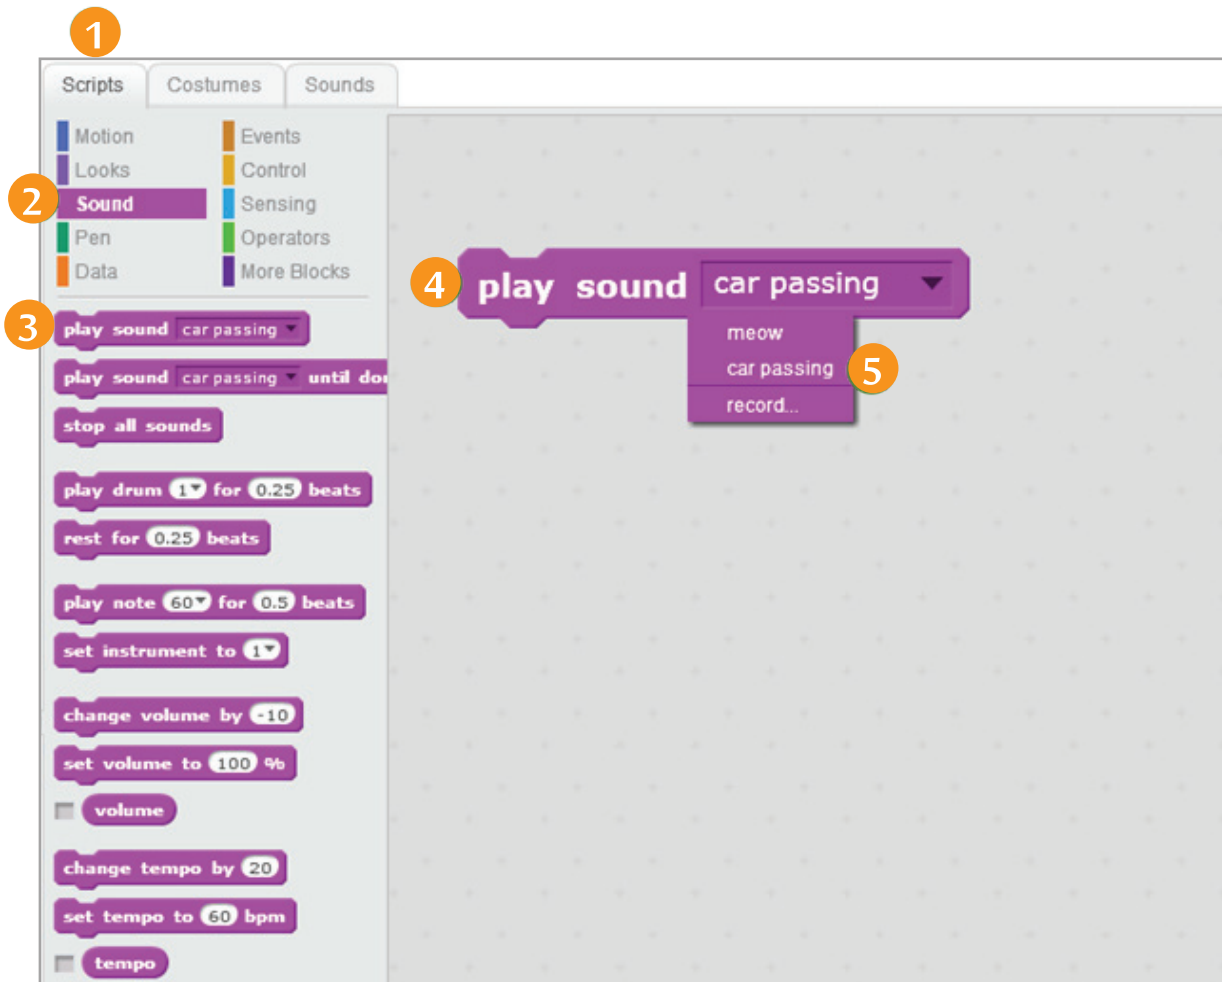 1
Scripts Costumes Sounds
Motion Events
Looks Control
2 Sound Sensing
Pen Operators
Data More Blocks
4 play sound car passing
meow
car passing 5
record...
3 play sound car passing
play sound car passing until
stop all sounds
play drum 1 for 0.25 beats
rest for 0.25 beats
play note 60 for 0.5 beats
set instrument to 1
change volume by -10
set volume to 100 %
volume
change tempo by 20
set tempo to 60 bpm
tempo